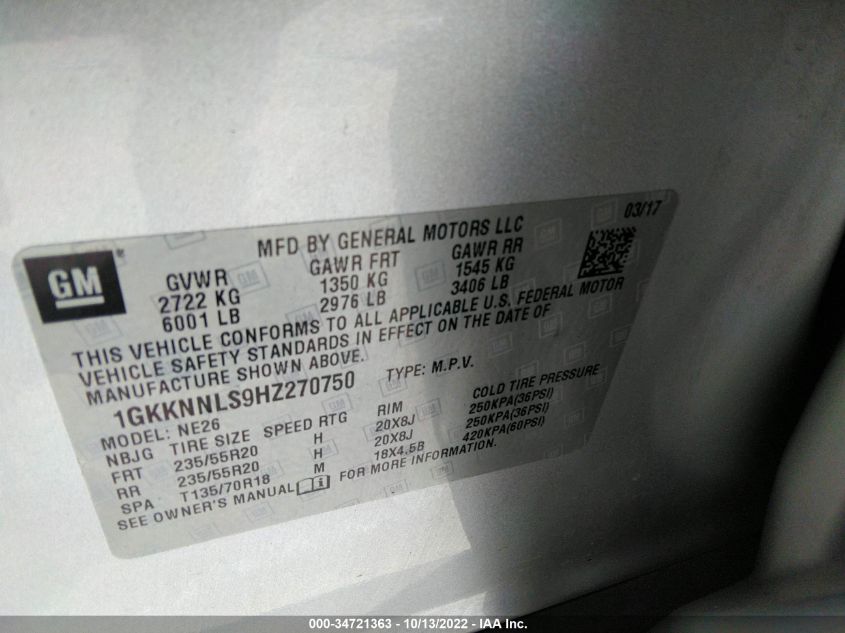 GM
MFD BY GENERAL MOTORS LLC
03/17
GVWR GAWR FRT GAWR RR
2722 KG 1350 KG 1545 KG
6001 LB 2976 LB 3406 LB
THIS VEHICLE CONFORMS TO ALL APPLICABLE U.S. FEDERAL MOTOR
VEHICLE SAFETY STANDARDS IN EFFECT ON THE DATE OF
MANUFACTURE SHOWN ABOVE.
1GKKNNLS9HZ270750 TYPE: M.P.V.
MODEL: NE26
NBJG TIRE SIZE SPEED RTG RIM COLD TIRE PRESSURE
FRT 235/55R20 H 20X8J 250KPA(36PSI)
RR 235/55R20 H 20X8J 250KPA(36PSI)
SPA T135/70R18 M 18X4.5B 420KPA(60PSI)
SEE OWNER'S MANUAL i FOR MORE INFORMATION.
000-34721363 - 10/13/2022 - IAA Inc.